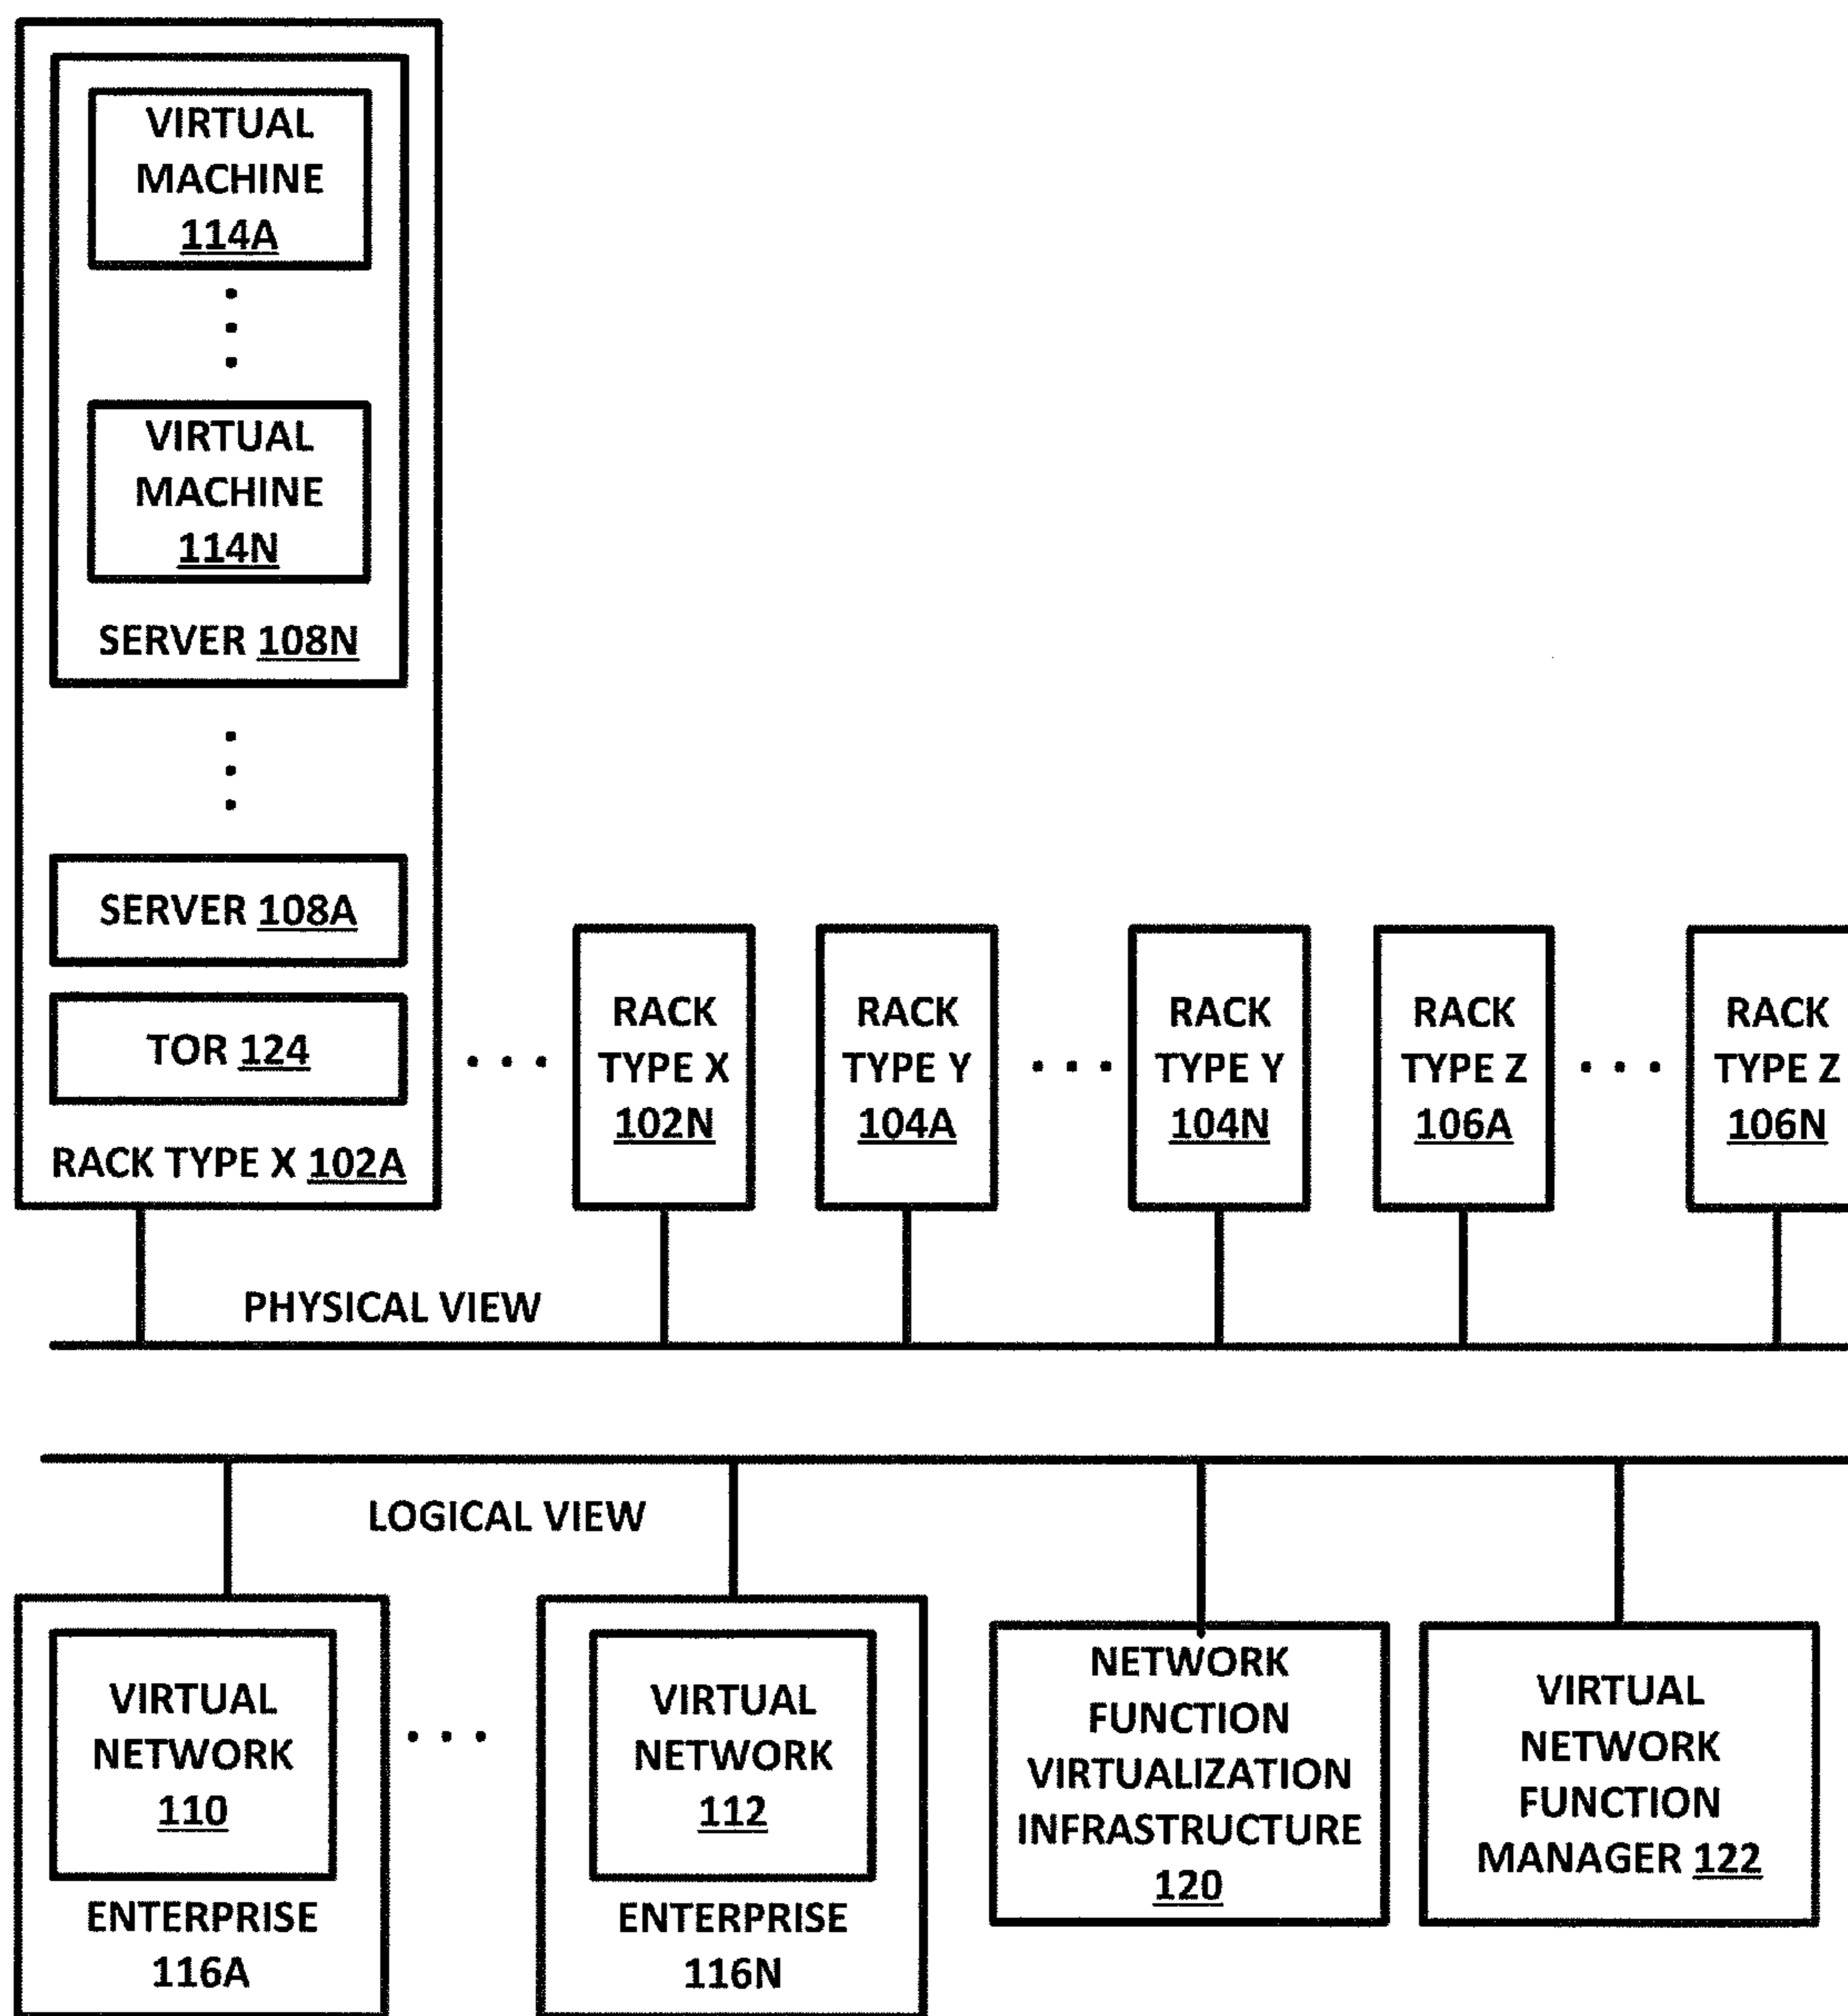 VIRTUAL
MACHINE
114A
VIRTUAL
MACHINE
114N
SERVER 108N
SERVER 108A
TOR 124
RACK TYPE X 102A
RACK
TYPE X
102N
RACK
TYPE Y
104A
RACK
TYPE Y
104N
RACK
TYPE Z
106A
RACK
TYPE Z
106N
PHYSICAL VIEW
LOGICAL VIEW
VIRTUAL
NETWORK
110
ENTERPRISE
116A
VIRTUAL
NETWORK
112
ENTERPRISE
116N
NETWORK
FUNCTION
VIRTUALIZATION
INFRASTRUCTURE
120
VIRTUAL
NETWORK
FUNCTION
MANAGER 122